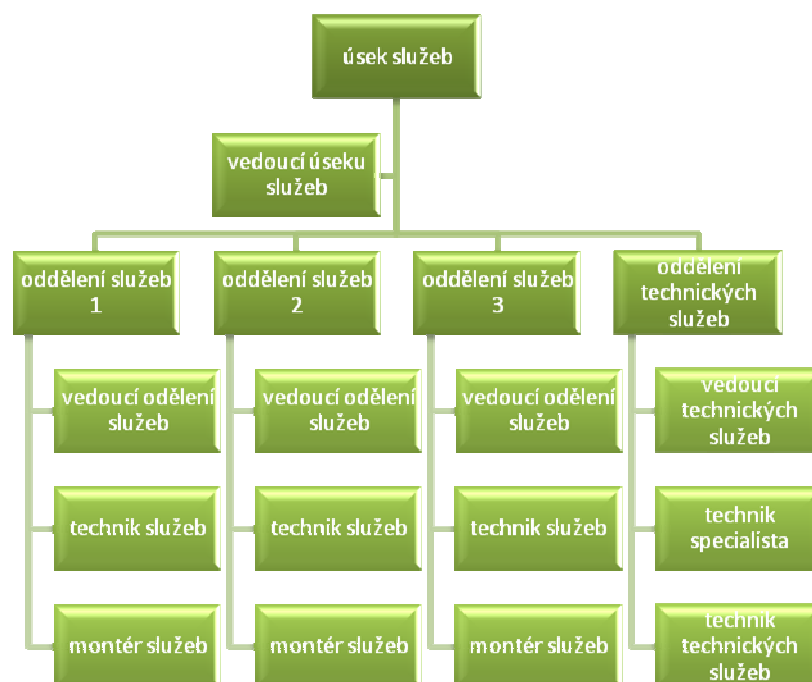 úsek služeb
vedoucí úseku
služeb
oddělení služeb
1
oddělení služeb
2
oddělení služeb
3
oddělení
technických
služeb
vedoucí odělení
služeb
vedoucí odělení
služeb
vedoucí odělení
služeb
vedoucí
technických
služeb
technik služeb
technik služeb
technik služeb
technik
specialista
montér služeb
montér služeb
montér služeb
technik
technických
služeb